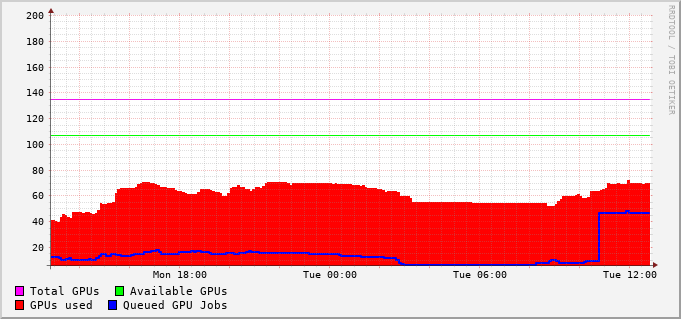 200
180
160
140
120
100
80
60
40
20
Mon 18:00 Tue 00:00 Tue 06:00 Tue 12:00
Total GPUs Available GPUs
GPUs used Queued GPU Jobs
RRDTOOL / TOBI OETIKER